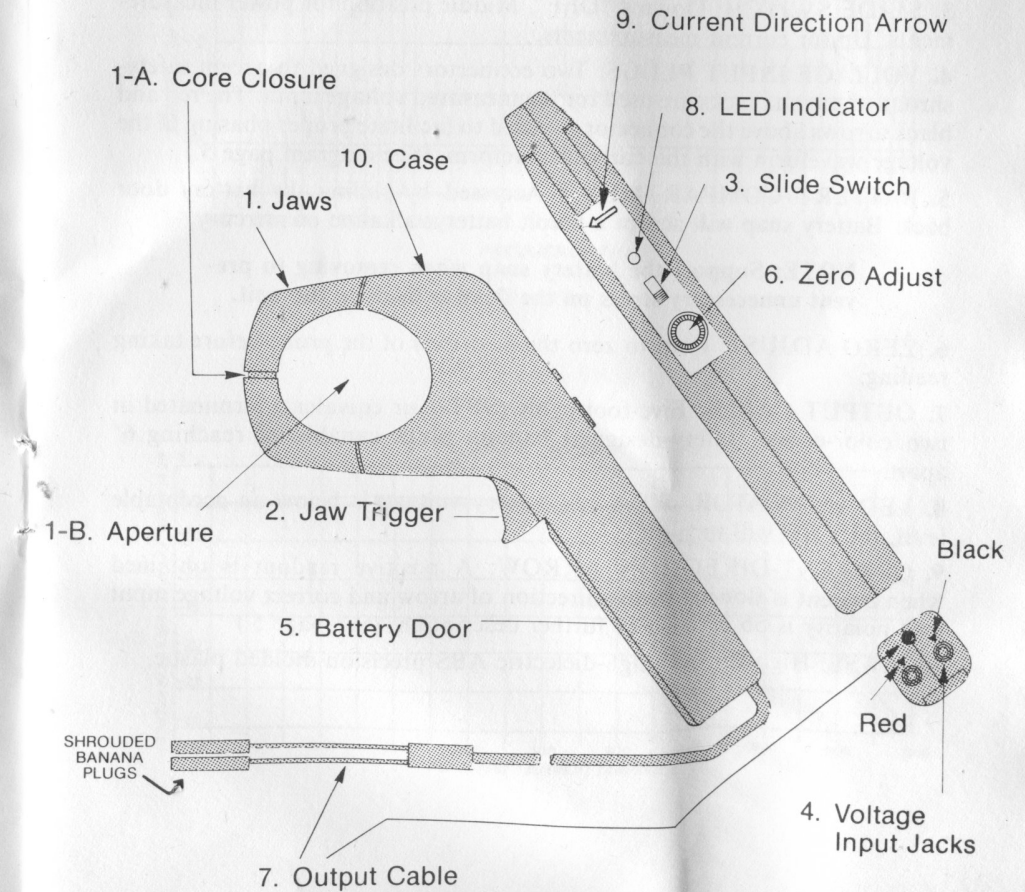 9. Current Direction Arrow
1-A. Core Closure
8. LED Indicator
10. Case
3. Slide Switch
1. Jaws
6. Zero Adjust
2. Jaw Trigger
1-B. Aperture
Black
5. Battery Door
Red
SHROUDED
BANANA
PLUGS
4. Voltage
Input Jacks
7. Output Cable